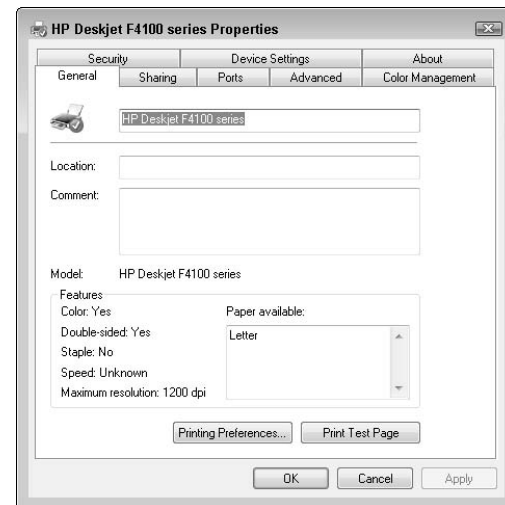 HP Deskjet F4100 series Properties
Security Device Settings About
General Sharing Ports Advanced Color Management
HP Deskjet F4100 series
Location:
Comment:
Model: HP Deskjet F4100 series
Features
Color: Yes Paper available:
Double-sided: Yes Letter
Staple: No
Speed: Unknown
Maximum resolution: 1200 dpi
Printing Preferences... Print Test Page
OK Cancel Apply